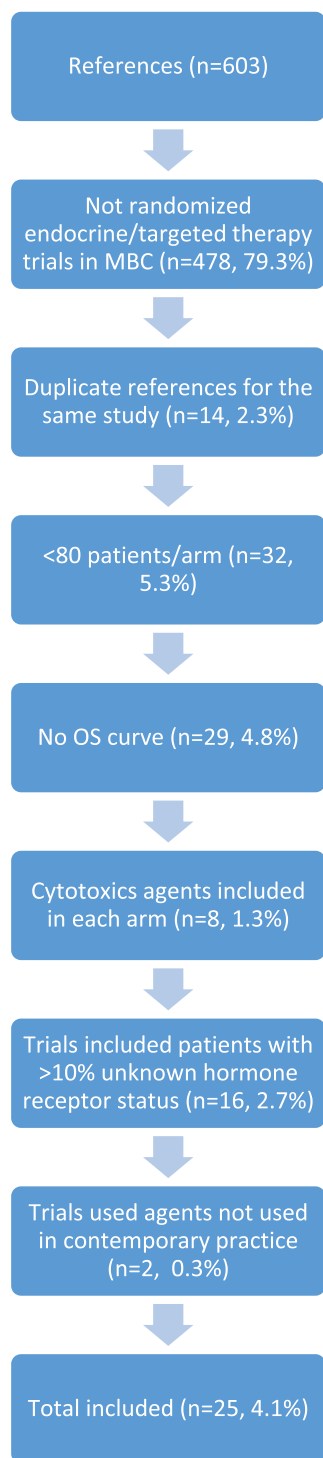 References (n=603)
Not randomized
endocrine/targeted therapy
trials in MBC (n=478, 79.3%)
Duplicate references for the
same study (n=14, 2.3%)
<80 patients/arm (n=32,
5.3%)
No OS curve (n=29, 4.8%)
Cytotoxics agents included
in each arm (n=8, 1.3%)
Trials included patients with
>10% unknown hormone
receptor status (n=16, 2.7%)
Trials used agents not used
in contemporary practice
(n=2,  0.3%)
Total included (n=25, 4.1%)